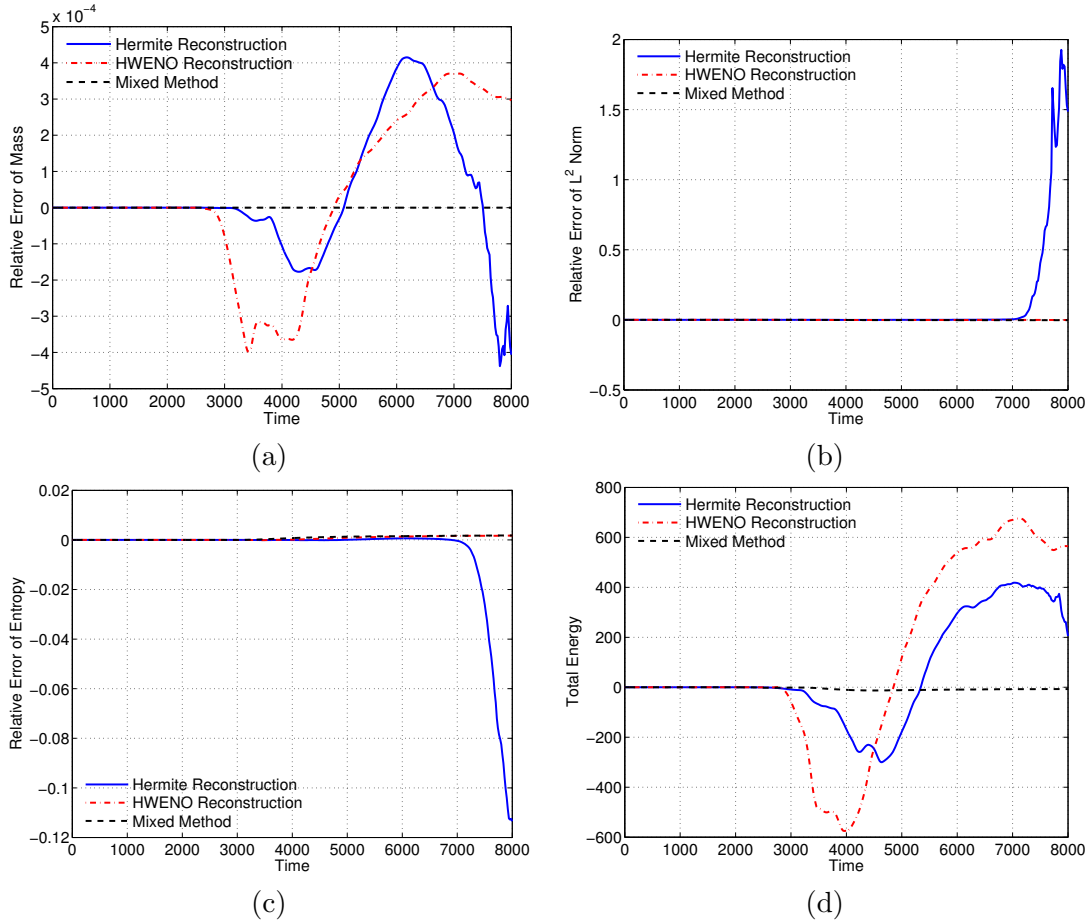 x 10⁻⁴
5
4
3
2
1
0
−1
−2
−3
−4
−5
Relative Error of Mass
Hermite Reconstruction
HWENO Reconstruction
Mixed Method
0 1000 2000 3000 4000 5000 6000 7000 8000
Time
(a)
2
1.5
1
0.5
0
−0.5
Relative Error of L² Norm
Hermite Reconstruction
HWENO Reconstruction
Mixed Method
0 1000 2000 3000 4000 5000 6000 7000 8000
Time
(b)
0.02
0
−0.02
−0.04
−0.06
−0.08
−0.1
−0.12
Relative Error of Entropy
Hermite Reconstruction
HWENO Reconstruction
Mixed Method
0 1000 2000 3000 4000 5000 6000 7000 8000
Time
(c)
800
600
400
200
0
−200
−400
−600
Total Energy
Hermite Reconstruction
HWENO Reconstruction
Mixed Method
0 1000 2000 3000 4000 5000 6000 7000 8000
Time
(d)